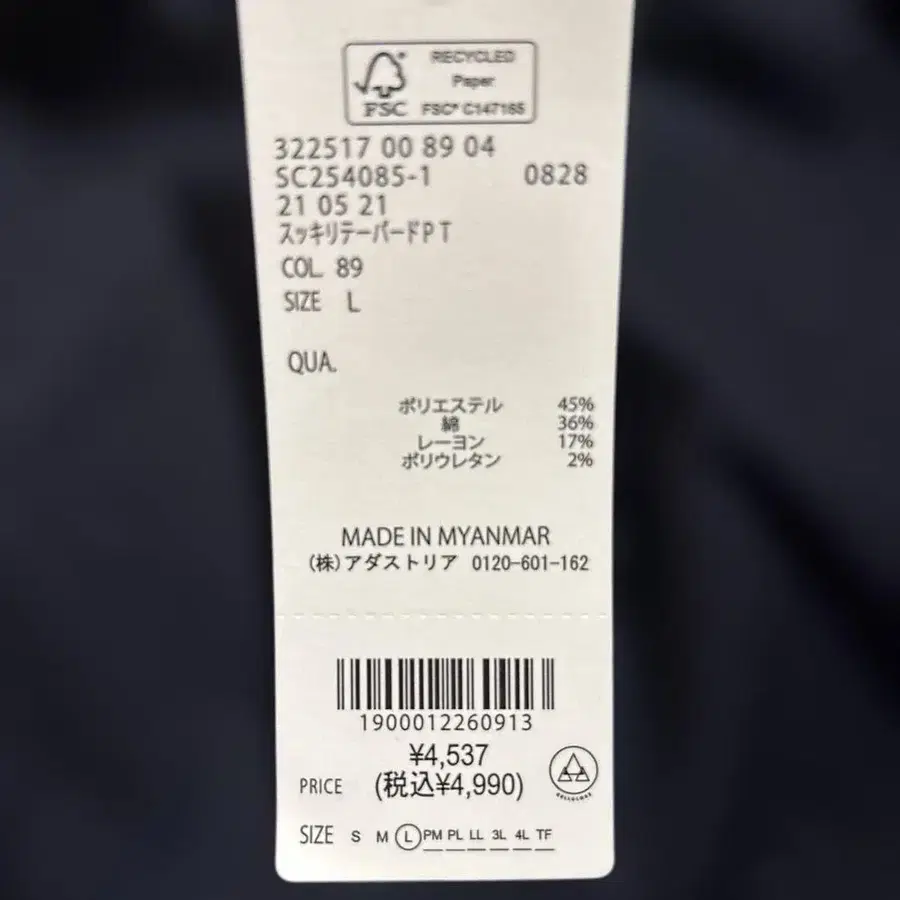 RECYCLED
Paper
FSC FSC® C147165
322517 00 89 04
SC254085-1 0828
21 05 21
スッキリテーパードPT
COL 89
SIZE L
QUA.
ポリエステル 45%
綿 36%
レーヨン 17%
ポリウレタン 2%
MADE IN MYANMAR
(株)アダストリア 0120-601-162
1900012260913
¥4,537
PRICE (税込¥4,990)
CELLULOSE
SIZE S M L PM PL LL 3L 4L TF